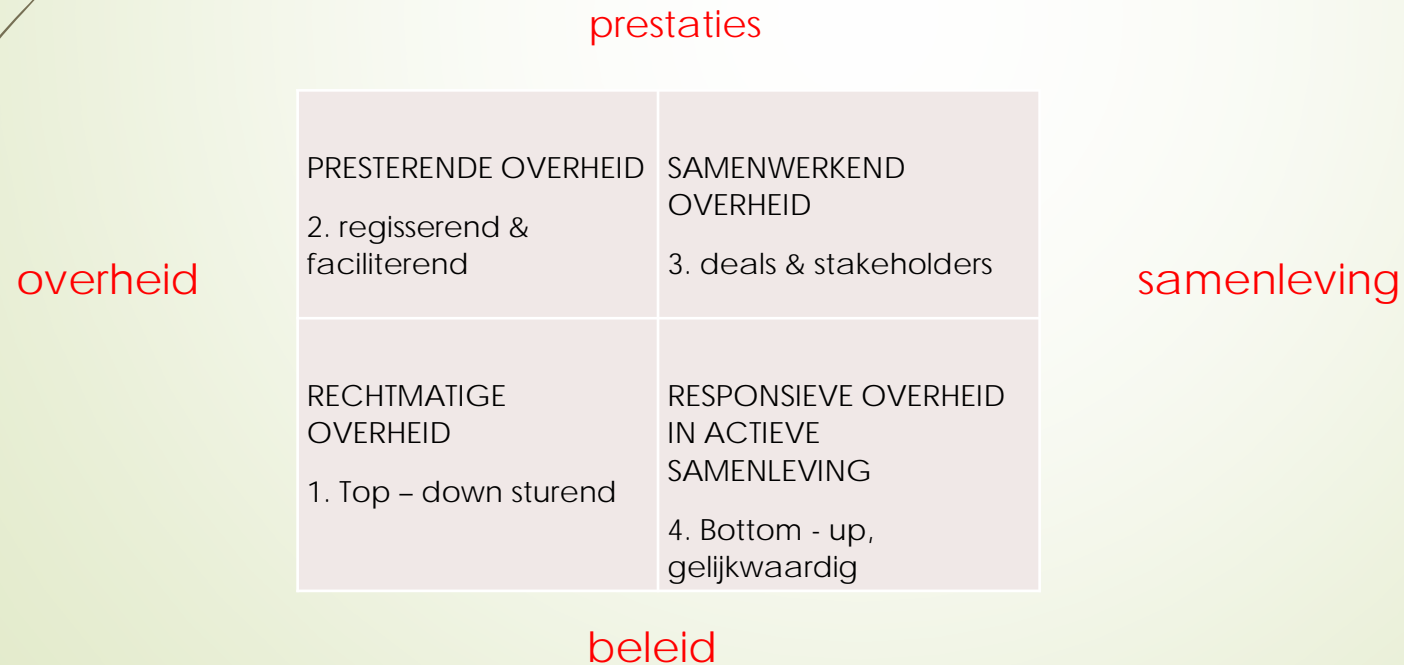 prestaties
PRESTERENDE OVERHEID
2. regisserend &
faciliterend
SAMENWERKEND
OVERHEID
3. deals & stakeholders
overheid
samenleving
RECHTMATIGE
OVERHEID
1. Top – down sturend
RESPONSIEVE OVERHEID
IN ACTIEVE
SAMENLEVING
4. Bottom - up,
gelijkwaardig
beleid